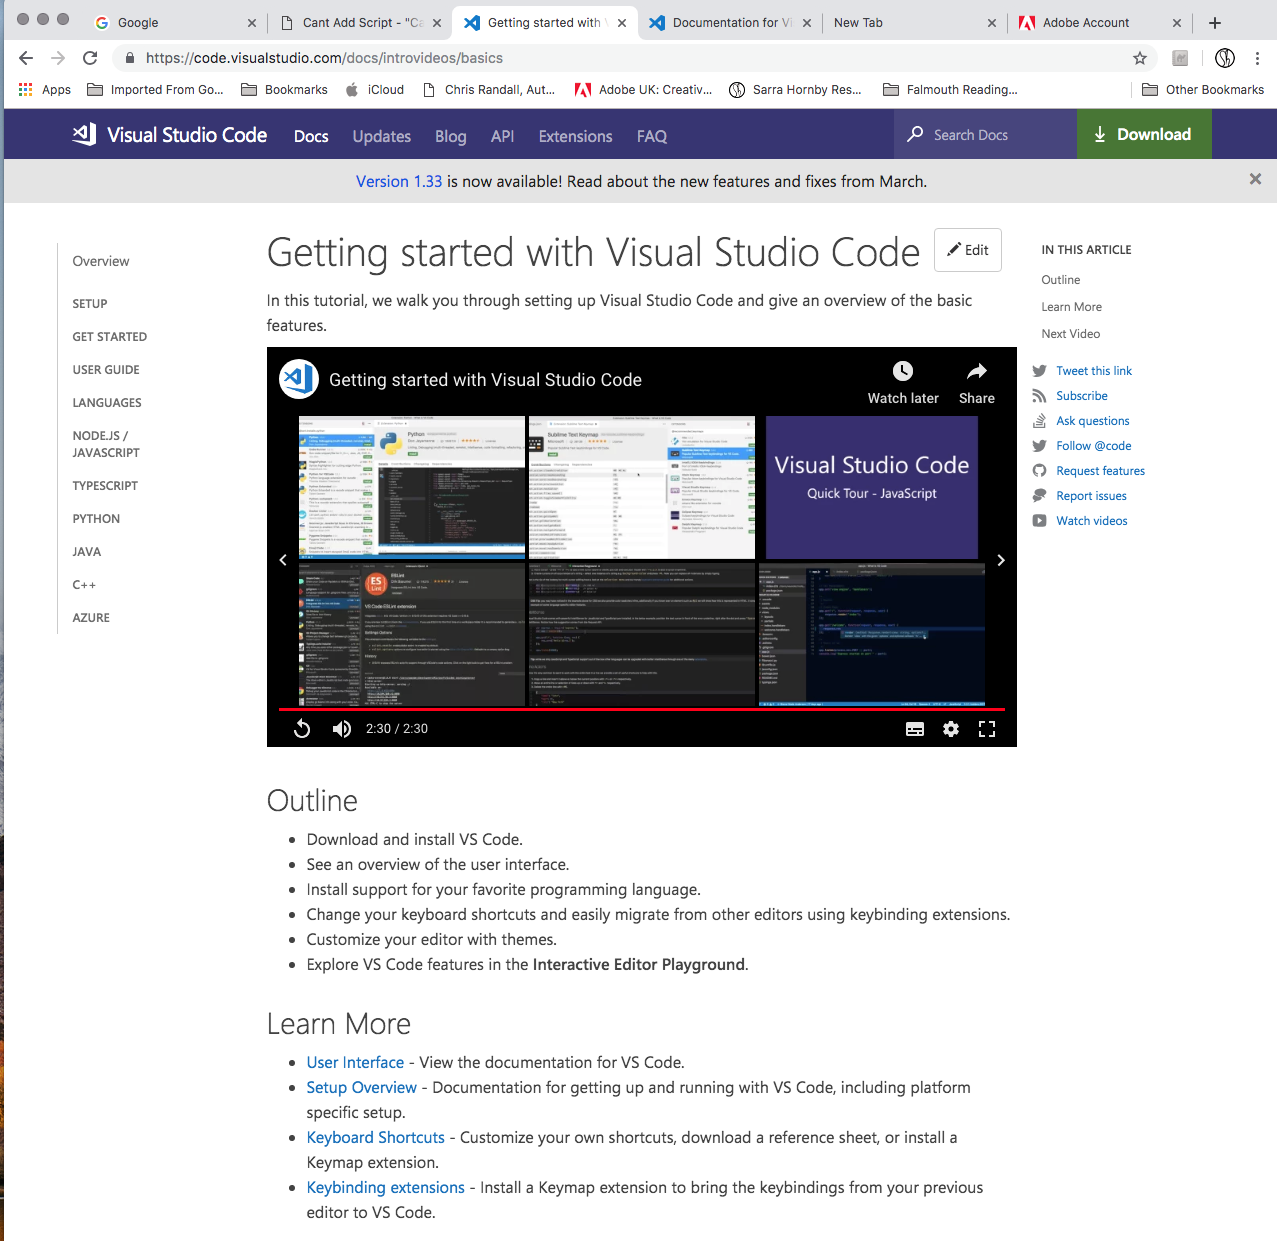 Google
Cant Add Script - "Ca
Getting started with V
Documentation for Vi
New Tab
Adobe Account
https://code.visualstudio.com/docs/introvideos/basics
Apps
Imported From Go...
Bookmarks
iCloud
Chris Randall, Aut...
Adobe UK: Creativ...
Sarra Hornby Res...
Falmouth Reading...
Other Bookmarks
Visual Studio Code
Docs
Updates
Blog
API
Extensions
FAQ
Search Docs
Download
Version 1.33 is now available! Read about the new features and fixes from March.
Overview
SETUP
GET STARTED
USER GUIDE
LANGUAGES
NODE.JS /
JAVASCRIPT
TYPESCRIPT
PYTHON
JAVA
C++
AZURE
Getting started with Visual Studio Code
Edit
In this tutorial, we walk you through setting up Visual Studio Code and give an overview of the basic
features.
Getting started with Visual Studio Code
Watch later
Share
Python
Sublime Text Keymap
Visual Studio Code
Quick Tour - JavaScript
ES
Lint
VS Code ESLint extension
2:30 / 2:30
Outline
Download and install VS Code.
See an overview of the user interface.
Install support for your favorite programming language.
Change your keyboard shortcuts and easily migrate from other editors using keybinding extensions.
Customize your editor with themes.
Explore VS Code features in the Interactive Editor Playground.
Learn More
User Interface - View the documentation for VS Code.
Setup Overview - Documentation for getting up and running with VS Code, including platform
specific setup.
Keyboard Shortcuts - Customize your own shortcuts, download a reference sheet, or install a
Keymap extension.
Keybinding extensions - Install a Keymap extension to bring the keybindings from your previous
editor to VS Code.
IN THIS ARTICLE
Outline
Learn More
Next Video
Tweet this link
Subscribe
Ask questions
Follow @code
Request features
Report issues
Watch videos